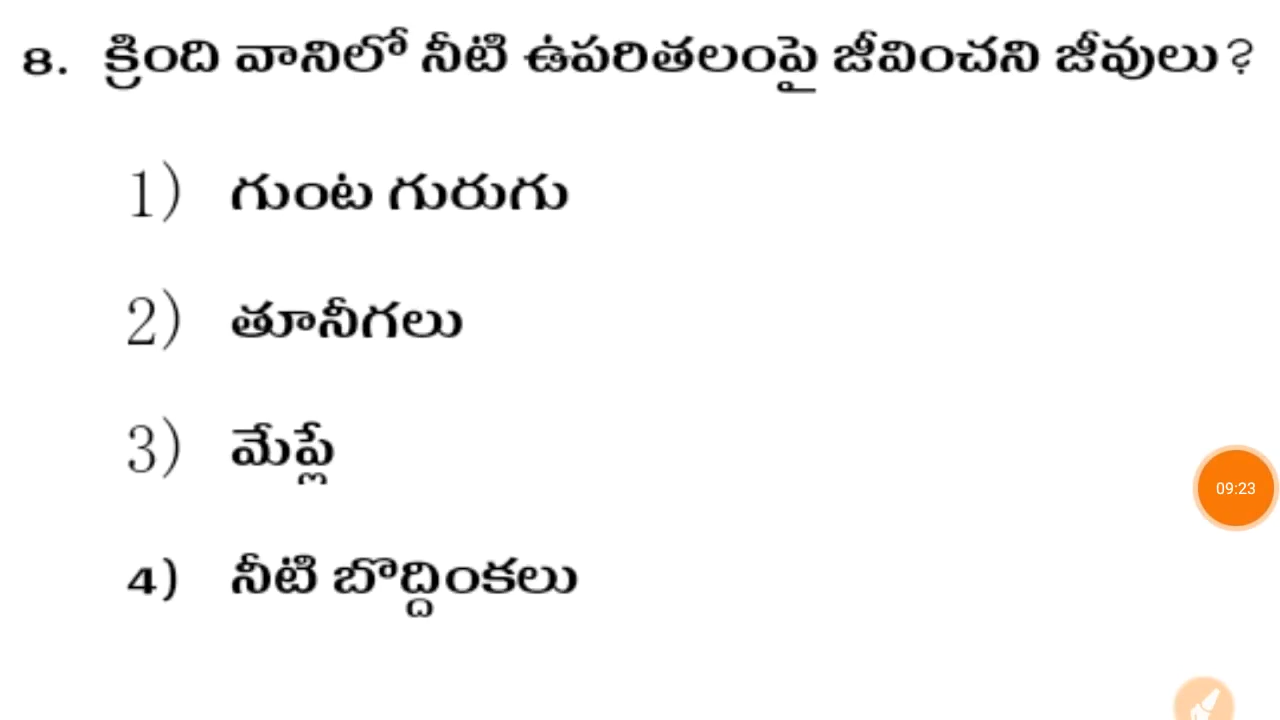 8. క్రింది వానిలో నీటి ఉపరితలంపై జీవించని జీవులు?
1) గుంట గురుగు
2) తూనీగలు
3) మేప్లే
4) నీటి బొద్దింకలు
09:23